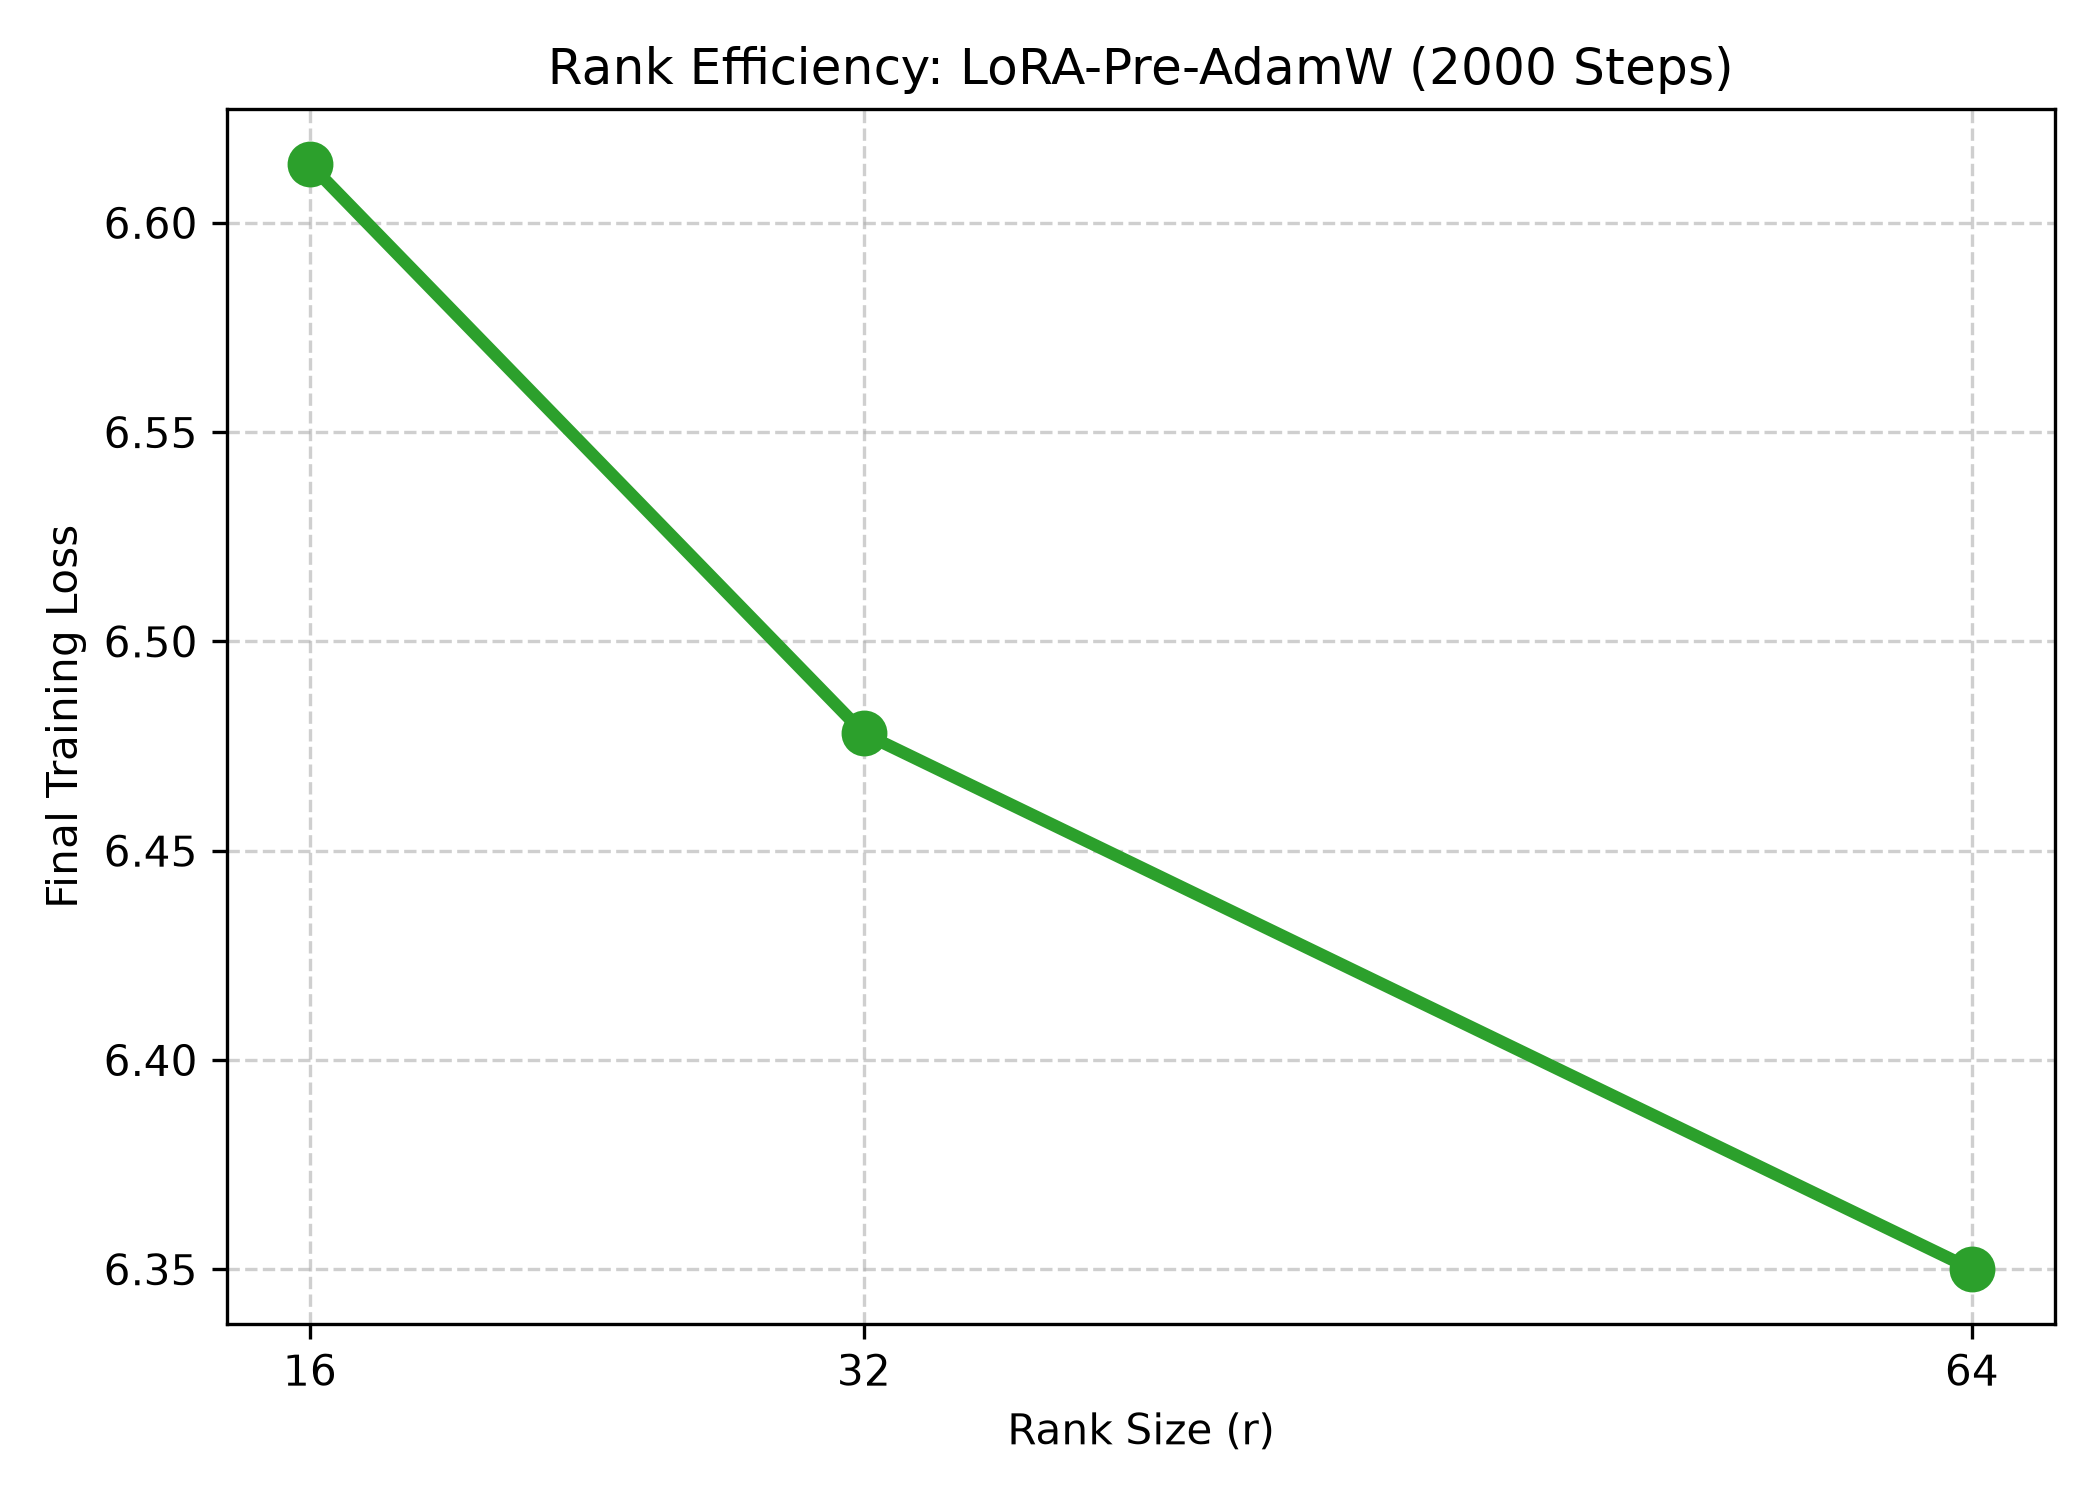 Rank Efficiency: LoRA-Pre-AdamW (2000 Steps)
Final Training Loss
6.60
6.55
6.50
6.45
6.40
6.35
16 32 64
Rank Size (r)